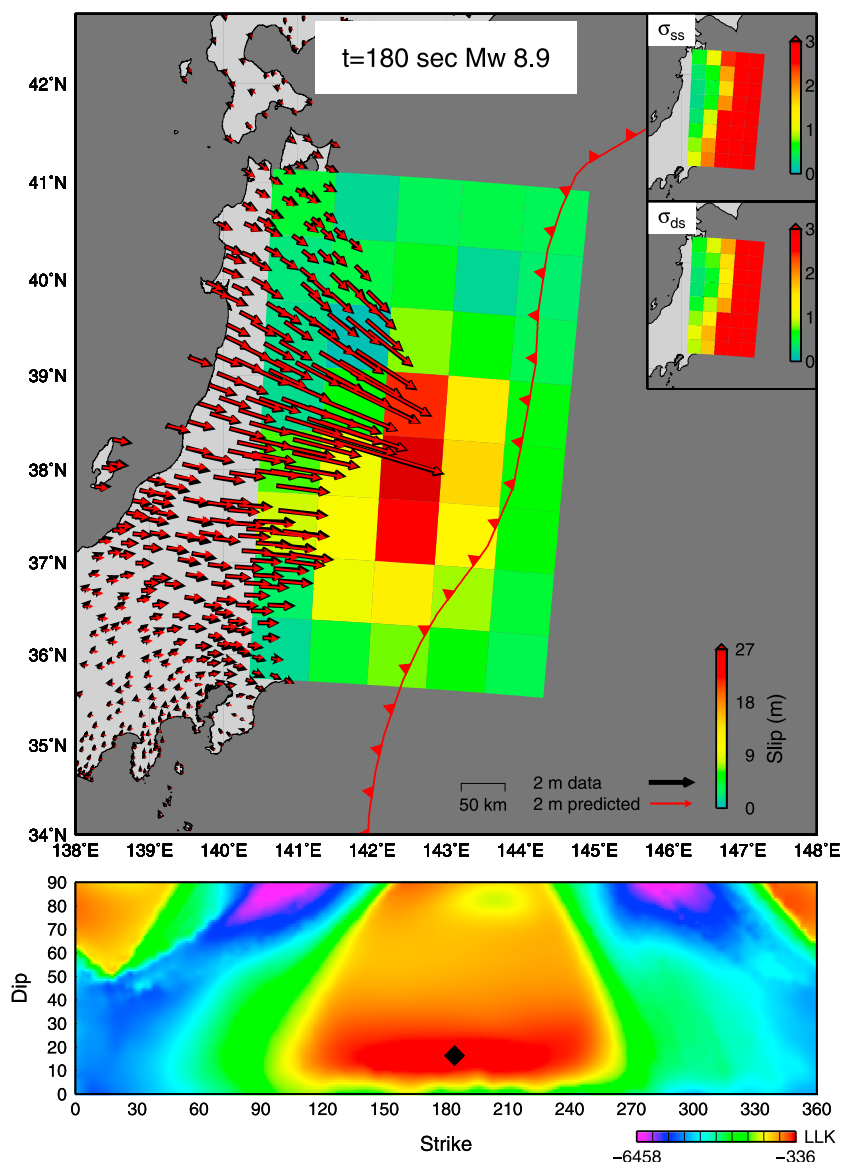 t=180 sec Mw 8.9
σss
3
2
1
0
σds
3
2
1
0
42˚N
41˚N
40˚N
39˚N
38˚N
37˚N
36˚N
35˚N
34˚N
27
18
9
0
Slip (m)
50 km
2 m data
2 m predicted
138˚E 139˚E 140˚E 141˚E 142˚E 143˚E 144˚E 145˚E 146˚E 147˚E 148˚E
90
80
70
60
50
40
30
20
10
0
Dip
0 30 60 90 120 150 180 210 240 270 300 330 360
Strike
LLK
−6458 −336